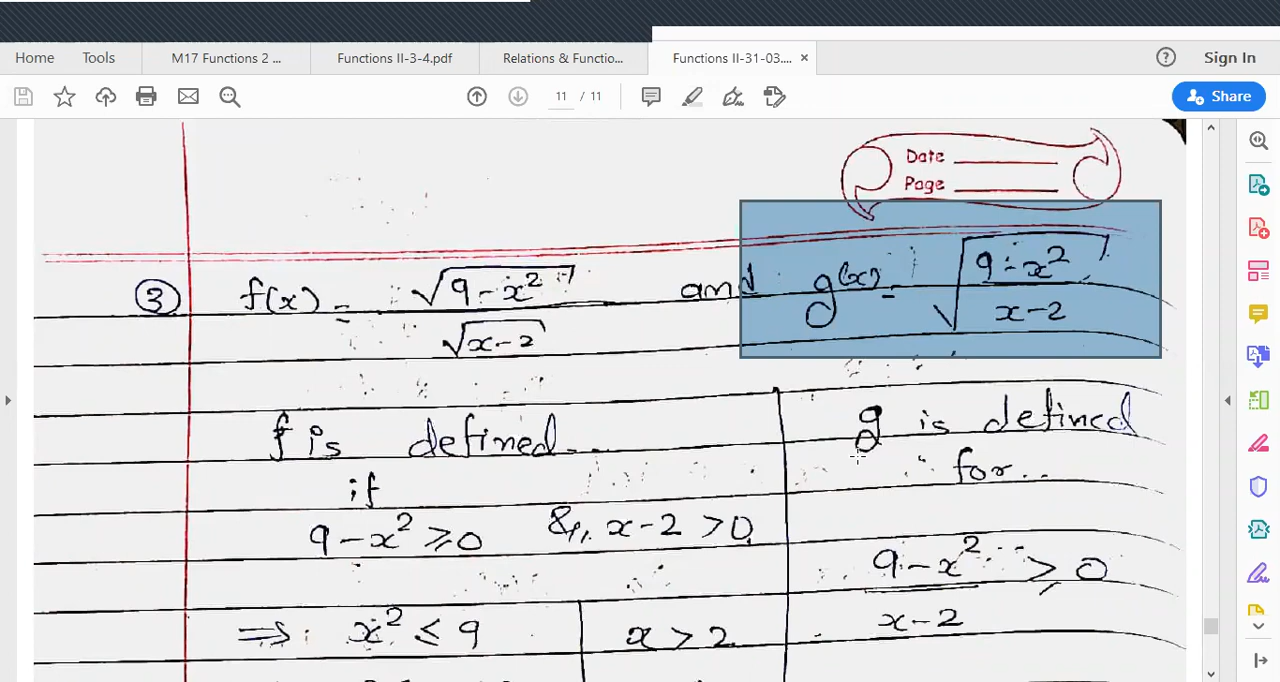 Home Tools M17 Functions 2 ... Functions II-3-4.pdf Relations & Functio... Functions II-31-03.... × ? Sign In
11 / 11 Share
Date
Page
③ f(x) = √(9-x²) / √(x-2) and g(x) = √((9-x²)/(x-2))
f is defined... g is defined
if for...
9-x² ≥ 0 & x-2 > 0 (9-x²)/(x-2) ≥ 0
⇒ x² ≤ 9 x > 2